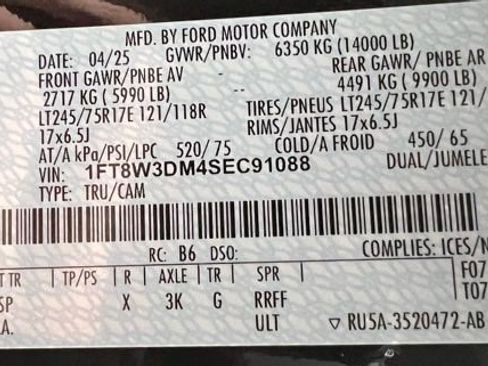 MFD. BY FORD MOTOR COMPANY
DATE: 04/25 GVWR/PNBV: 6350 KG (14000 LB)
FRONT GAWR/PNBE AV REAR GAWR/ PNBE AR
2717 KG ( 5990 LB) 4491 KG ( 9900 LB)
LT245/75R17E 121/118R TIRES/PNEUS LT245/75R17E 121/
17x6.5J RIMS/JANTES 17x6.5J
AT/A kPa/PSI/LPC 520/75 COLD/A FROID 450/ 65
VIN: 1FT8W3DM4SEC91088 DUAL/JUMELE
TYPE: TRU/CAM
RC: B6 DSO: COMPLIES: ICES/N
T TR TP/PS R AXLE TR SPR F07
SP X 3K G RRFF T07
A. ULT ▽ RU5A-3520472-AB